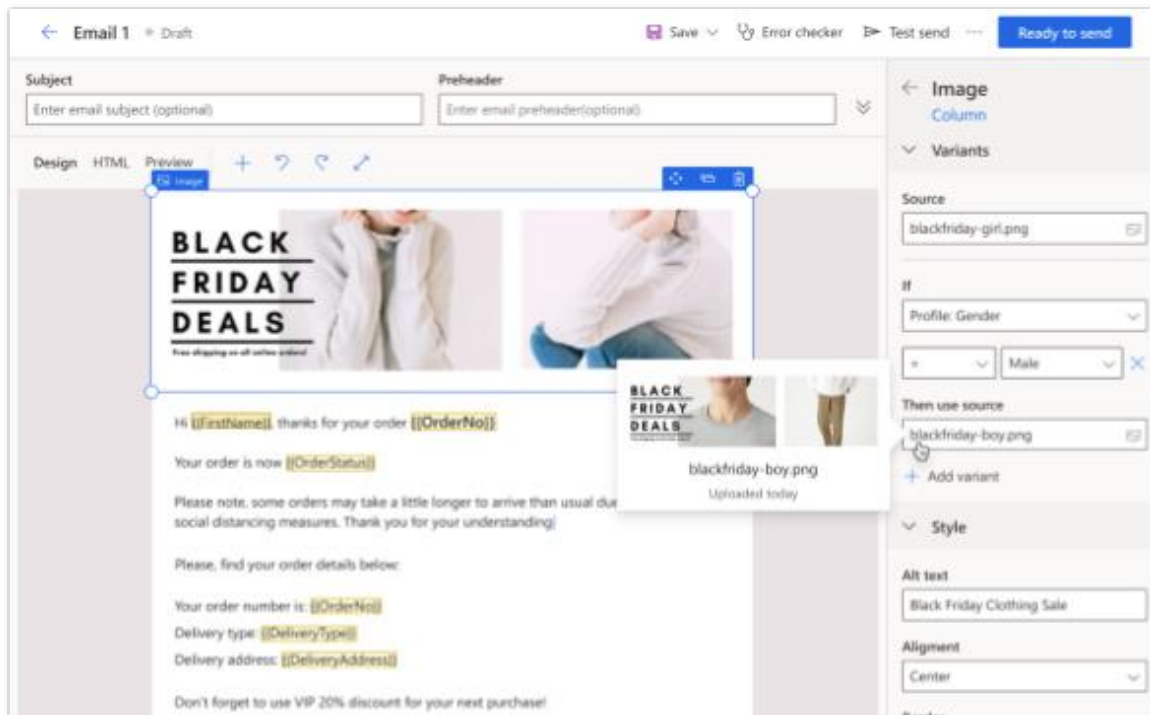 Email 1 Draft
Save Error checker Test send ... Ready to send
Subject
Enter email subject (optional)
Preheader
Enter email preheader(optional)
Design HTML Preview
Image
BLACK
FRIDAY
DEALS
Free shipping on all online orders!
Hi {{FirstName}}, thanks for your order {{OrderNo}}
Your order is now {{OrderStatus}}
Please note, some orders may take a little longer to arrive than usual due
social distancing measures. Thank you for your understanding
Please, find your order details below:
Your order number is: {{OrderNo}}
Delivery type: {{DeliveryType}}
Delivery address: {{DeliveryAddress}}
Don't forget to use VIP 20% discount for your next purchase!
BLACK
FRIDAY
DEALS
blackfriday-boy.png
Uploaded today
Image
Column
Variants
Source
blackfriday-girl.png
If
Profile: Gender
= Male
Then use source
blackfriday-boy.png
+ Add variant
Style
Alt text
Black Friday Clothing Sale
Aligment
Center